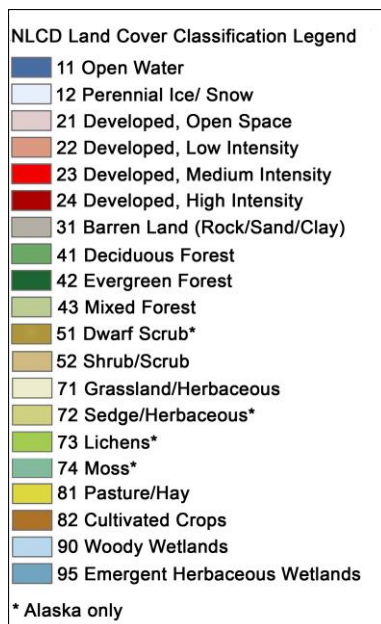 NLCD Land Cover Classification Legend
11 Open Water
12 Perennial Ice/ Snow
21 Developed, Open Space
22 Developed, Low Intensity
23 Developed, Medium Intensity
24 Developed, High Intensity
31 Barren Land (Rock/Sand/Clay)
41 Deciduous Forest
42 Evergreen Forest
43 Mixed Forest
51 Dwarf Scrub*
52 Shrub/Scrub
71 Grassland/Herbaceous
72 Sedge/Herbaceous*
73 Lichens*
74 Moss*
81 Pasture/Hay
82 Cultivated Crops
90 Woody Wetlands
95 Emergent Herbaceous Wetlands
* Alaska only